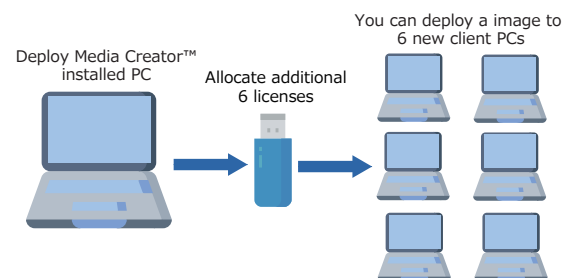 Deploy Media Creator™
installed PC
Allocate additional
6 licenses
You can deploy a image to
6 new client PCs